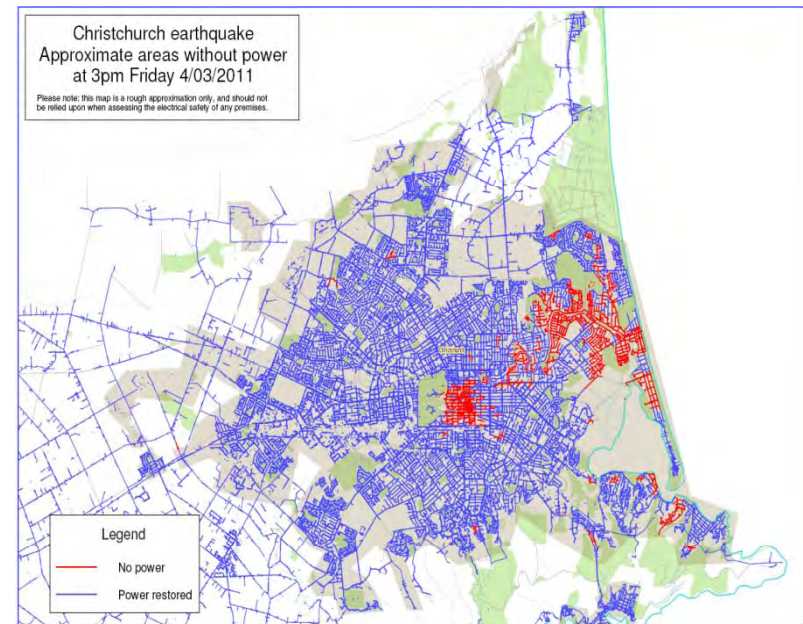 Christchurch earthquake
Approximate areas without power
at 3pm Friday 4/03/2011
Please note: this map is a rough approximation only, and should not
be relied upon when assessing the electrical safety of any premises.
Legend
No power
Power restored